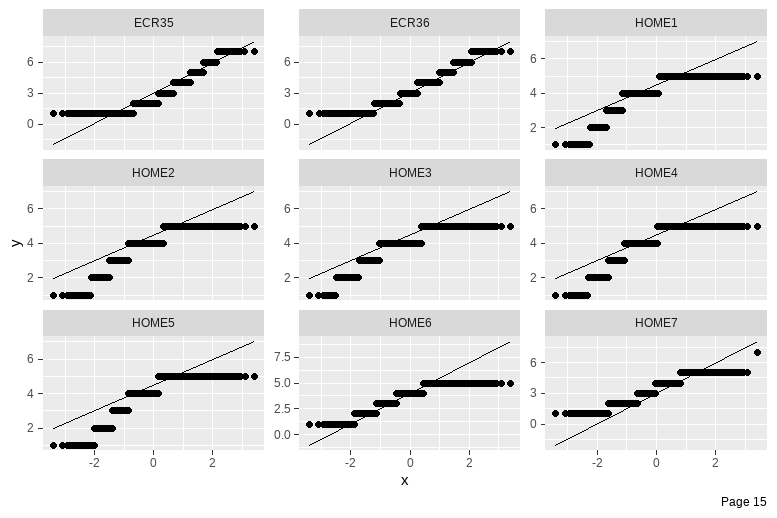 ECR35 ECR36 HOME1
6 6 6
3 3 4
0 0 2
HOME2 HOME3 HOME4
6 6 6
4 4 4
2 2 2
y
HOME5 HOME6 HOME7
6 7.5 6
4 5.0 3
2 2.5 0
0.0
-2 0 2 -2 0 2 -2 0 2
x
Page 15